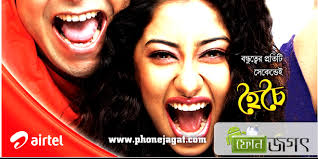 বন্ধুত্বের প্রতিটি
সেকেন্ডেই
হৈচৈ
airtel
www.phonejagat.com
ফোন
জগৎ